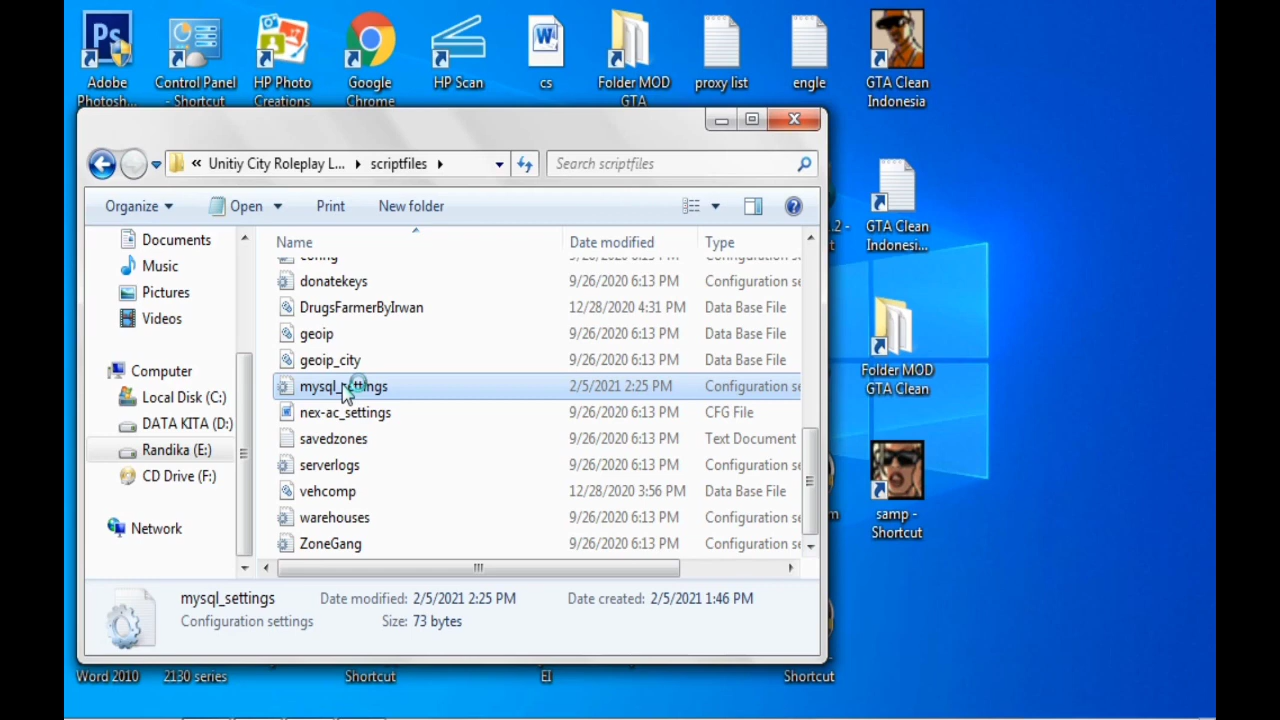 Adobe
Photosh...
Control Panel
- Shortcut
HP Photo
Creations
Google
Chrome
HP Scan
cs
Folder MOD
GTA
proxy list
engle
GTA Clean
Indonesia
« Unitiy City Roleplay L... scriptfiles
Search scriptfiles
Organize
Open
Print
New folder
Name
Date modified
Type
Documents
Music
Pictures
Videos
Computer
Local Disk (C:)
DATA KITA (D:)
Randika (E:)
CD Drive (F:)
Network
config 9/26/2020 6:13 PM Configuration se
donatekeys 9/26/2020 6:13 PM Configuration se
DrugsFarmerByIrwan 12/28/2020 4:31 PM Data Base File
geoip 9/26/2020 6:13 PM Data Base File
geoip_city 9/26/2020 6:13 PM Data Base File
mysql_settings 2/5/2021 2:25 PM Configuration se
nex-ac_settings 9/26/2020 6:13 PM CFG File
savedzones 9/26/2020 6:13 PM Text Document
serverlogs 9/26/2020 6:13 PM Configuration se
vehcomp 12/28/2020 3:56 PM Data Base File
warehouses 9/26/2020 6:13 PM Configuration se
ZoneGang 9/26/2020 6:13 PM Configuration se
mysql_settings Date modified: 2/5/2021 2:25 PM Date created: 2/5/2021 1:46 PM
Configuration settings Size: 73 bytes
GTA Clean
Indonesi...
Folder MOD
GTA Clean
samp -
Shortcut
Word 2010
2130 series
Shortcut
EI
Shortcut